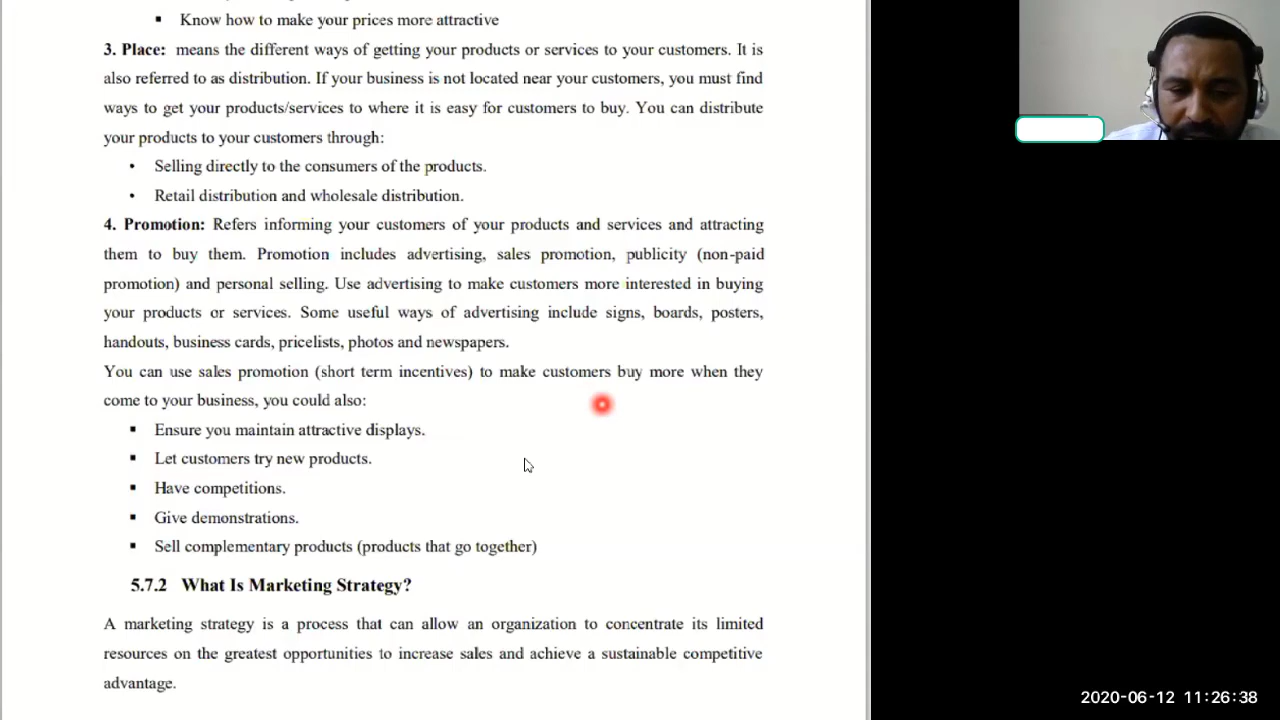 ▪ Know how to make your prices more attractive
3. Place: means the different ways of getting your products or services to your customers. It is
also referred to as distribution. If your business is not located near your customers, you must find
ways to get your products/services to where it is easy for customers to buy. You can distribute
your products to your customers through:
• Selling directly to the consumers of the products.
• Retail distribution and wholesale distribution.
4. Promotion: Refers informing your customers of your products and services and attracting
them to buy them. Promotion includes advertising, sales promotion, publicity (non-paid
promotion) and personal selling. Use advertising to make customers more interested in buying
your products or services. Some useful ways of advertising include signs, boards, posters,
handouts, business cards, pricelists, photos and newspapers.
You can use sales promotion (short term incentives) to make customers buy more when they
come to your business, you could also:
▪ Ensure you maintain attractive displays.
▪ Let customers try new products.
▪ Have competitions.
▪ Give demonstrations.
▪ Sell complementary products (products that go together)
5.7.2 What Is Marketing Strategy?
A marketing strategy is a process that can allow an organization to concentrate its limited
resources on the greatest opportunities to increase sales and achieve a sustainable competitive
advantage.
2020-06-12 11:26:38